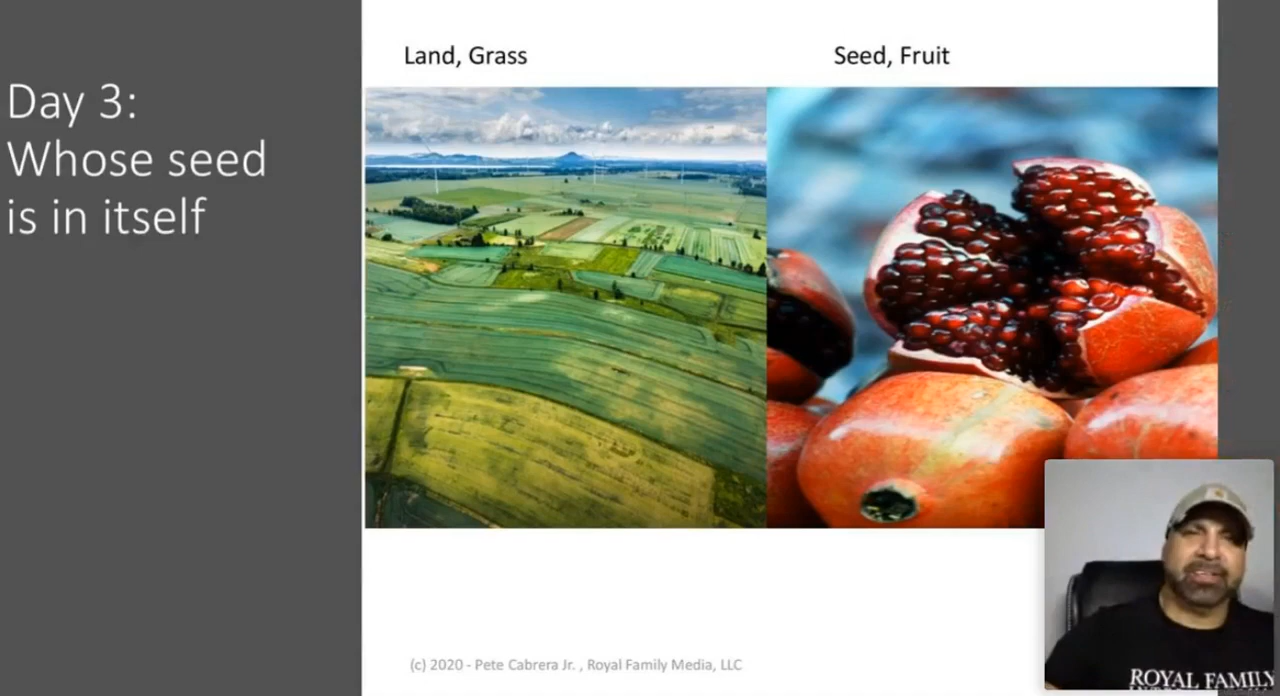 Day 3:
Whose seed
is in itself
Land, Grass
Seed, Fruit
(c) 2020 - Pete Cabrera Jr. , Royal Family Media, LLC
ROYAL FAMILY